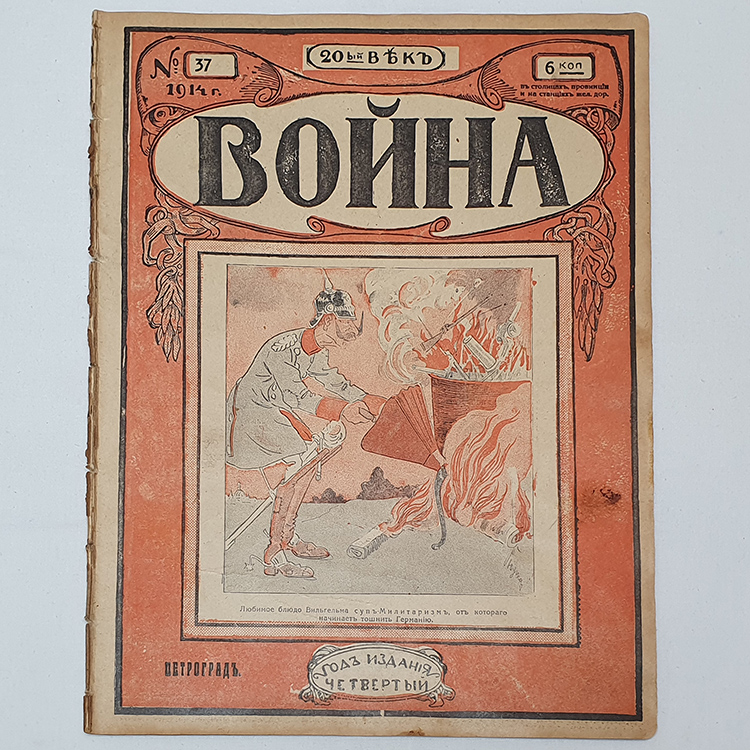 20ый ВѢКЪ
№ 37
1914 г.
6 коп
въ столицахъ, провинціи
и на станціяхъ жел. дор.
ВОЙНА
Любимое блюдо Вильгельма супъ-Милитаризмъ, отъ котораго
начинаетъ тошнить Германію.
ПЕТРОГРАДЪ.
ГОДЪ ИЗДАНІЯ
ЧЕТВЕРТЫЙ